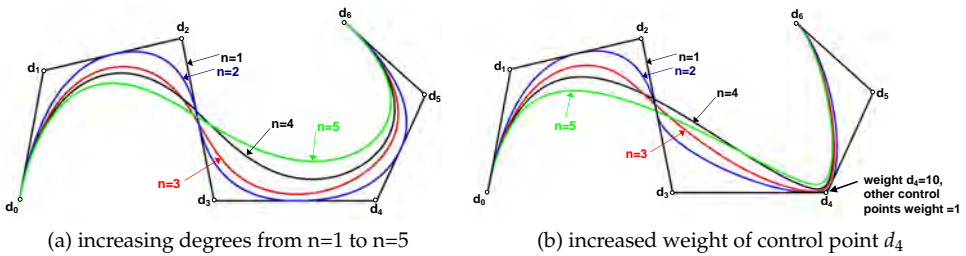 d6
d2
d1
n=1
n=2
d5
n=4
n=5
n=3
d0
d3
d4
(a) increasing degrees from n=1 to n=5
d6
d2
d1
n=1
n=2
d5
n=4
n=5
n=3
d0
d3
d4
weight d4=10,
other control
points weight =1
(b) increased weight of control point d4